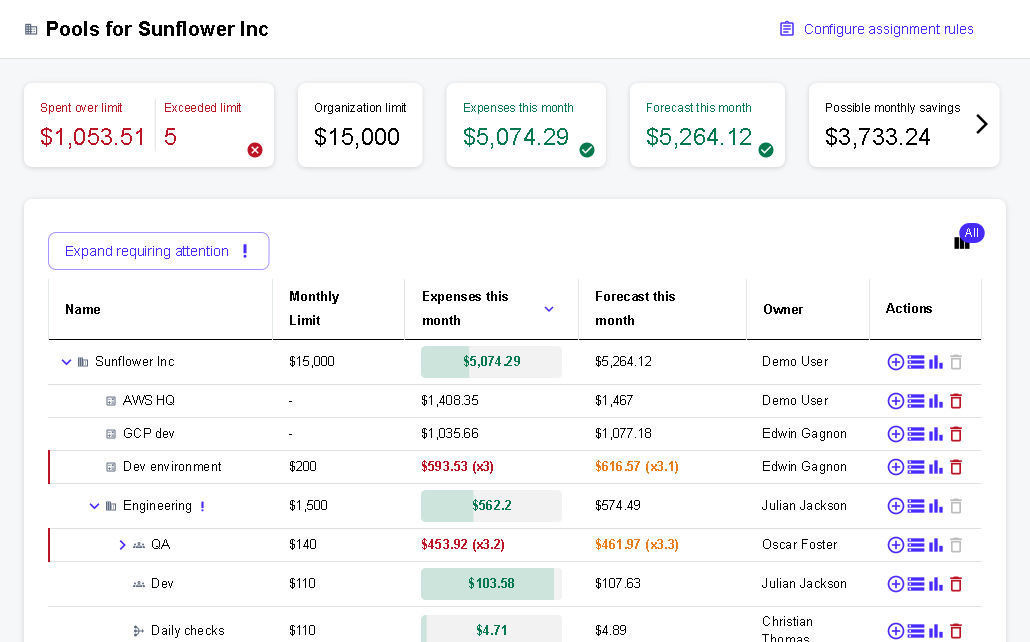 Pools for Sunflower Inc
Configure assignment rules
Spent over limit
$1,053.51
Exceeded limit
5
Organization limit
$15,000
Expenses this month
$5,074.29
Forecast this month
$5,264.12
Possible monthly savings
$3,733.24
Expand requiring attention !
All
Name
Monthly
Limit
Expenses this
month
Forecast this
month
Owner
Actions
Sunflower Inc $15,000 $5,074.29 $5,264.12 Demo User
AWS HQ - $1,408.35 $1,467 Demo User
GCP dev - $1,035.66 $1,077.18 Edwin Gagnon
Dev environment $200 $593.53 (x3) $616.57 (x3.1) Edwin Gagnon
Engineering ! $1,500 $562.2 $574.49 Julian Jackson
QA $140 $453.92 (x3.2) $461.97 (x3.3) Oscar Foster
Dev $110 $103.58 $107.63 Julian Jackson
Daily checks $110 $4.71 $4.89 Christian
Thomas